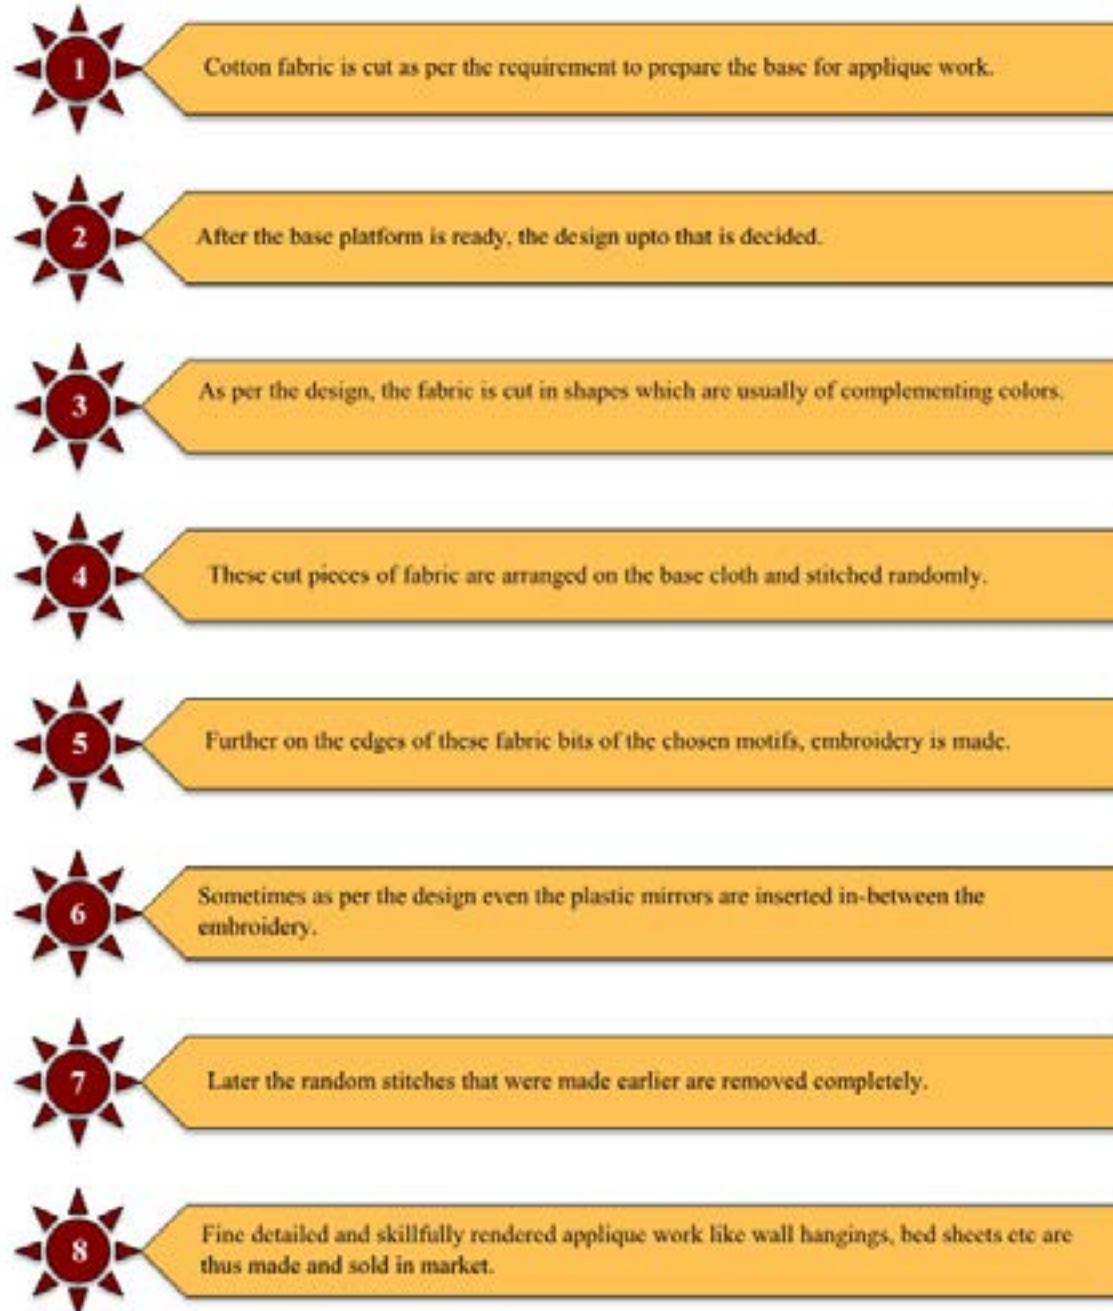 1
Cotton fabric is cut as per the requirement to prepare the base for applique work.
2
After the base platform is ready, the design upto that is decided.
3
As per the design, the fabric is cut in shapes which are usually of complementing colors.
4
These cut pieces of fabric are arranged on the base cloth and stitched randomly.
5
Further on the edges of these fabric bits of the chosen motifs, embroidery is made.
6
Sometimes as per the design even the plastic mirrors are inserted in-between the
embroidery.
7
Later the random stitches that were made earlier are removed completely.
8
Fine detailed and skillfully rendered applique work like wall hangings, bed sheets etc are
thus made and sold in market.